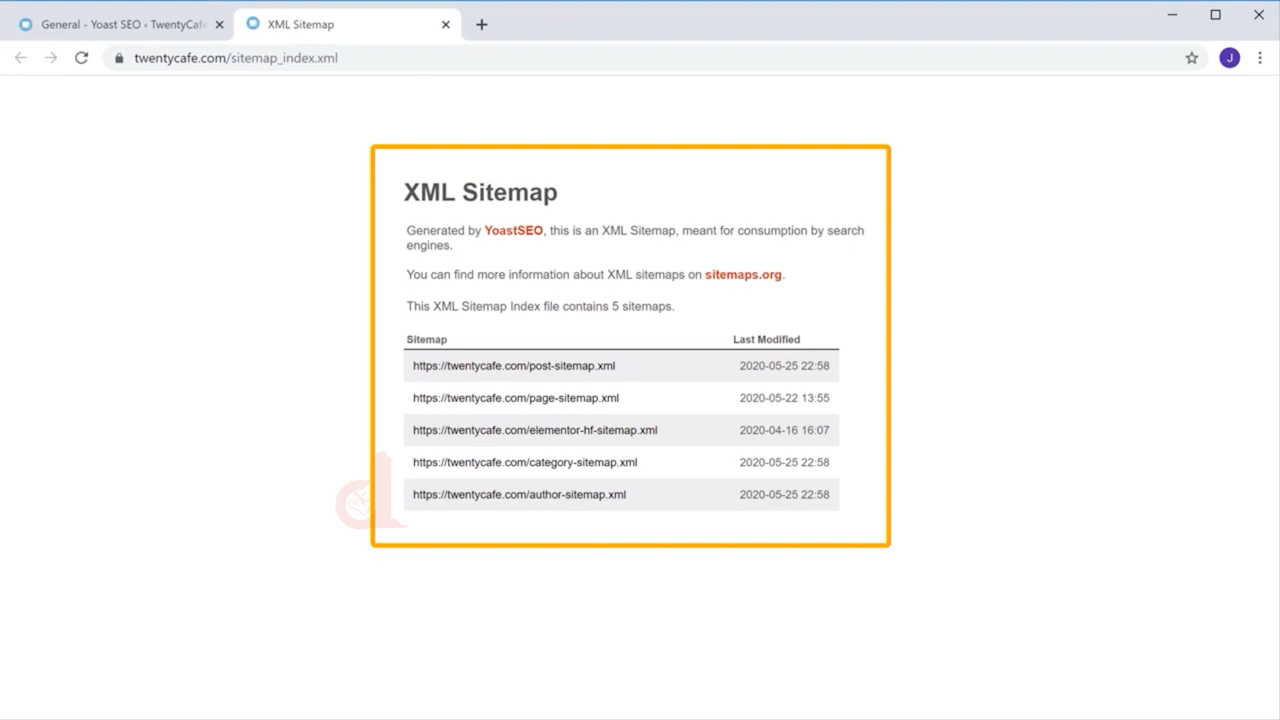 General - Yoast SEO ‹ TwentyCafe
XML Sitemap
twentycafe.com/sitemap_index.xml
J
XML Sitemap
Generated by YoastSEO, this is an XML Sitemap, meant for consumption by search
engines.
You can find more information about XML sitemaps on sitemaps.org.
This XML Sitemap Index file contains 5 sitemaps.
Sitemap Last Modified
https://twentycafe.com/post-sitemap.xml 2020-05-25 22:58
https://twentycafe.com/page-sitemap.xml 2020-05-22 13:55
https://twentycafe.com/elementor-hf-sitemap.xml 2020-04-16 16:07
https://twentycafe.com/category-sitemap.xml 2020-05-25 22:58
https://twentycafe.com/author-sitemap.xml 2020-05-25 22:58
d